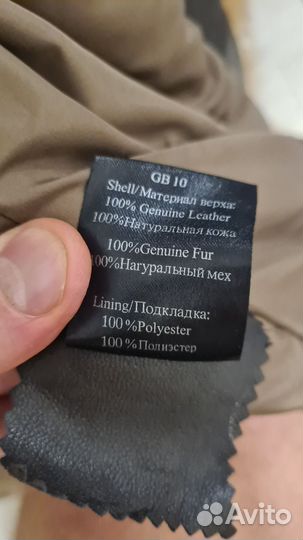 GB 10
Shell/Материал верха:
100% Genuine Leather
100%Натуральная кожа
100%Genuine Fur
100%Натуральный мех
Lining/Подкладка:
100%Polyester
100%Полиэстер
Avito